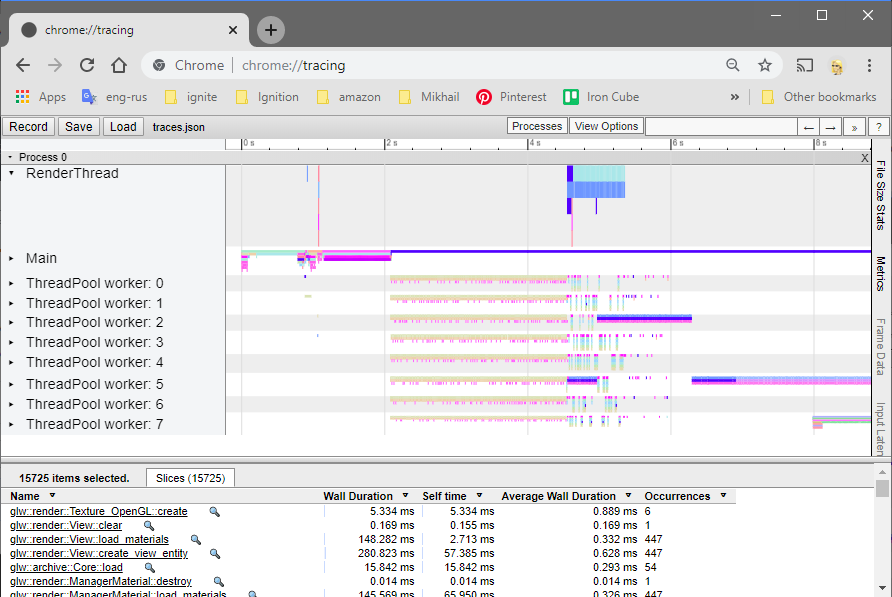 chrome://tracing
Chrome | chrome://tracing
Apps eng-rus ignite Ignition amazon Mikhail Pinterest Iron Cube » Other bookmarks
Record Save Load traces.json Processes View Options ← → » ?
0 s 2 s 4 s 6 s 8 s
Process 0 X
RenderThread
Main
ThreadPool worker: 0
ThreadPool worker: 1
ThreadPool worker: 2
ThreadPool worker: 3
ThreadPool worker: 4
ThreadPool worker: 5
ThreadPool worker: 6
ThreadPool worker: 7
File Size Stats
Metrics
Frame Data
Input Laten
15725 items selected. Slices (15725)
Name Wall Duration Self time Average Wall Duration Occurrences
glw::render::Texture_OpenGL::create 5.334 ms 5.334 ms 0.889 ms 6
glw::render::View::clear 0.169 ms 0.155 ms 0.169 ms 1
glw::render::View::load_materials 148.282 ms 2.713 ms 0.332 ms 447
glw::render::View::create_view_entity 280.823 ms 57.385 ms 0.628 ms 447
glw::archive::Core::load 15.842 ms 15.842 ms 0.293 ms 54
glw::render::ManagerMaterial::destroy 0.014 ms 0.014 ms 0.014 ms 1
glw::render::ManagerMaterial::load_materials 145.569 ms 65.950 ms 0.326 ms 447